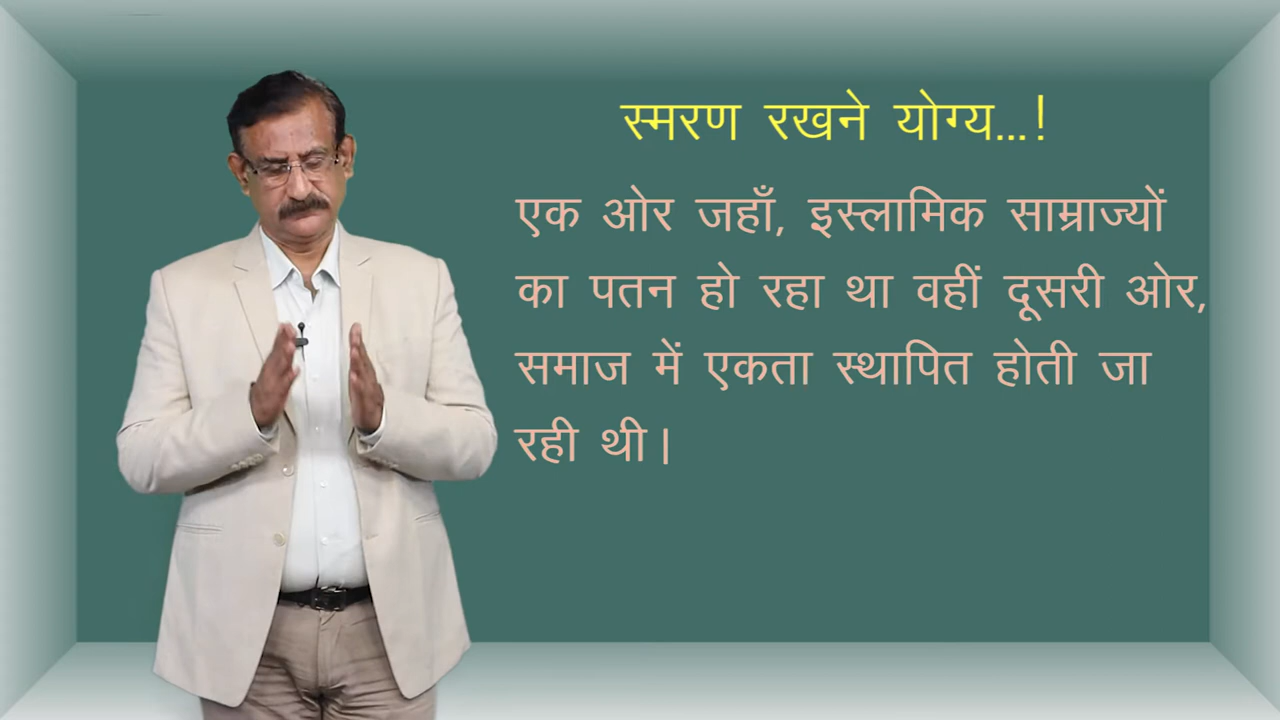 स्मरण रखने योग्य...!
एक ओर जहाँ, इस्लामिक साम्राज्यों
का पतन हो रहा था वहीं दूसरी ओर,
समाज में एकता स्थापित होती जा
रही थी।